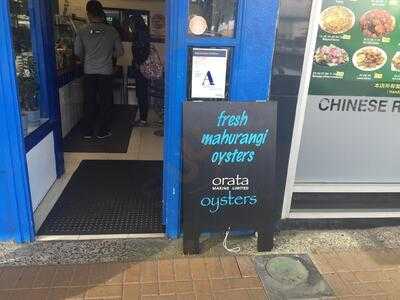 A
fresh
mahurangi
oysters
orata
MARINE LIMITED
oysters
CHINESE R